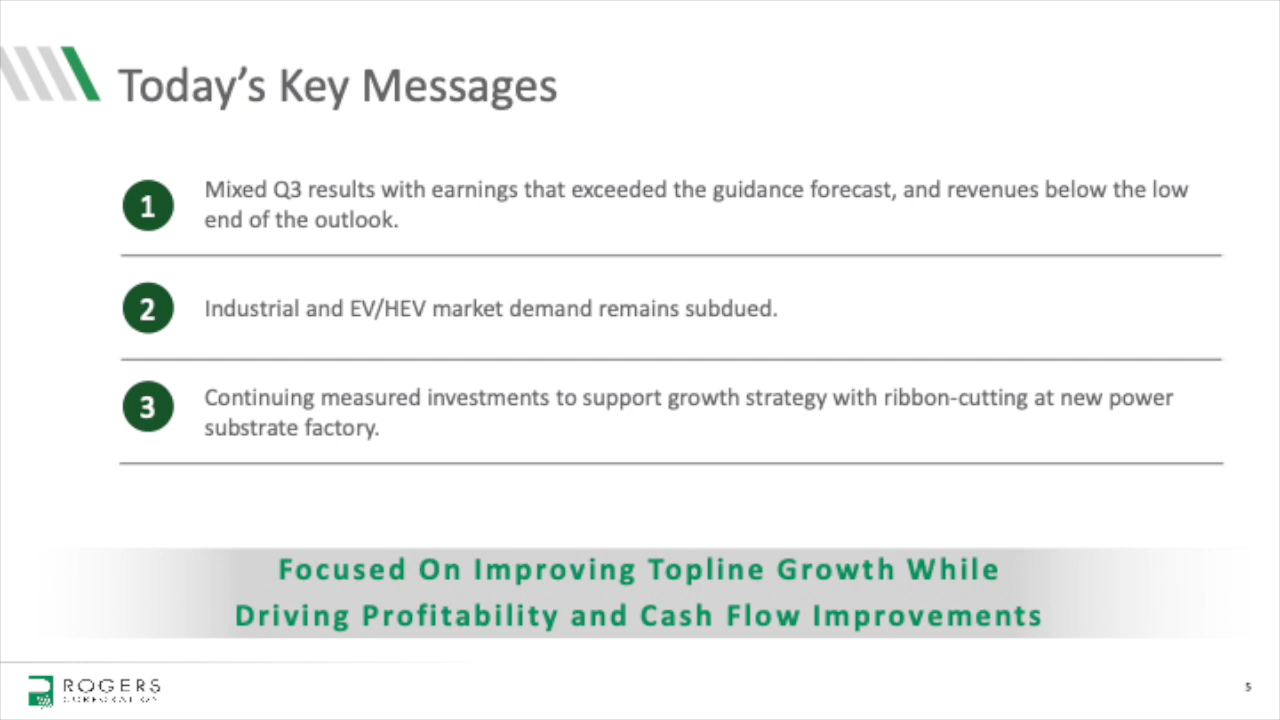 Today’s Key Messages
1
Mixed Q3 results with earnings that exceeded the guidance forecast, and revenues below the low
end of the outlook.
2
Industrial and EV/HEV market demand remains subdued.
3
Continuing measured investments to support growth strategy with ribbon-cutting at new power
substrate factory.
Focused On Improving Topline Growth While
Driving Profitability and Cash Flow Improvements
ROGERS
CORPORATION
5